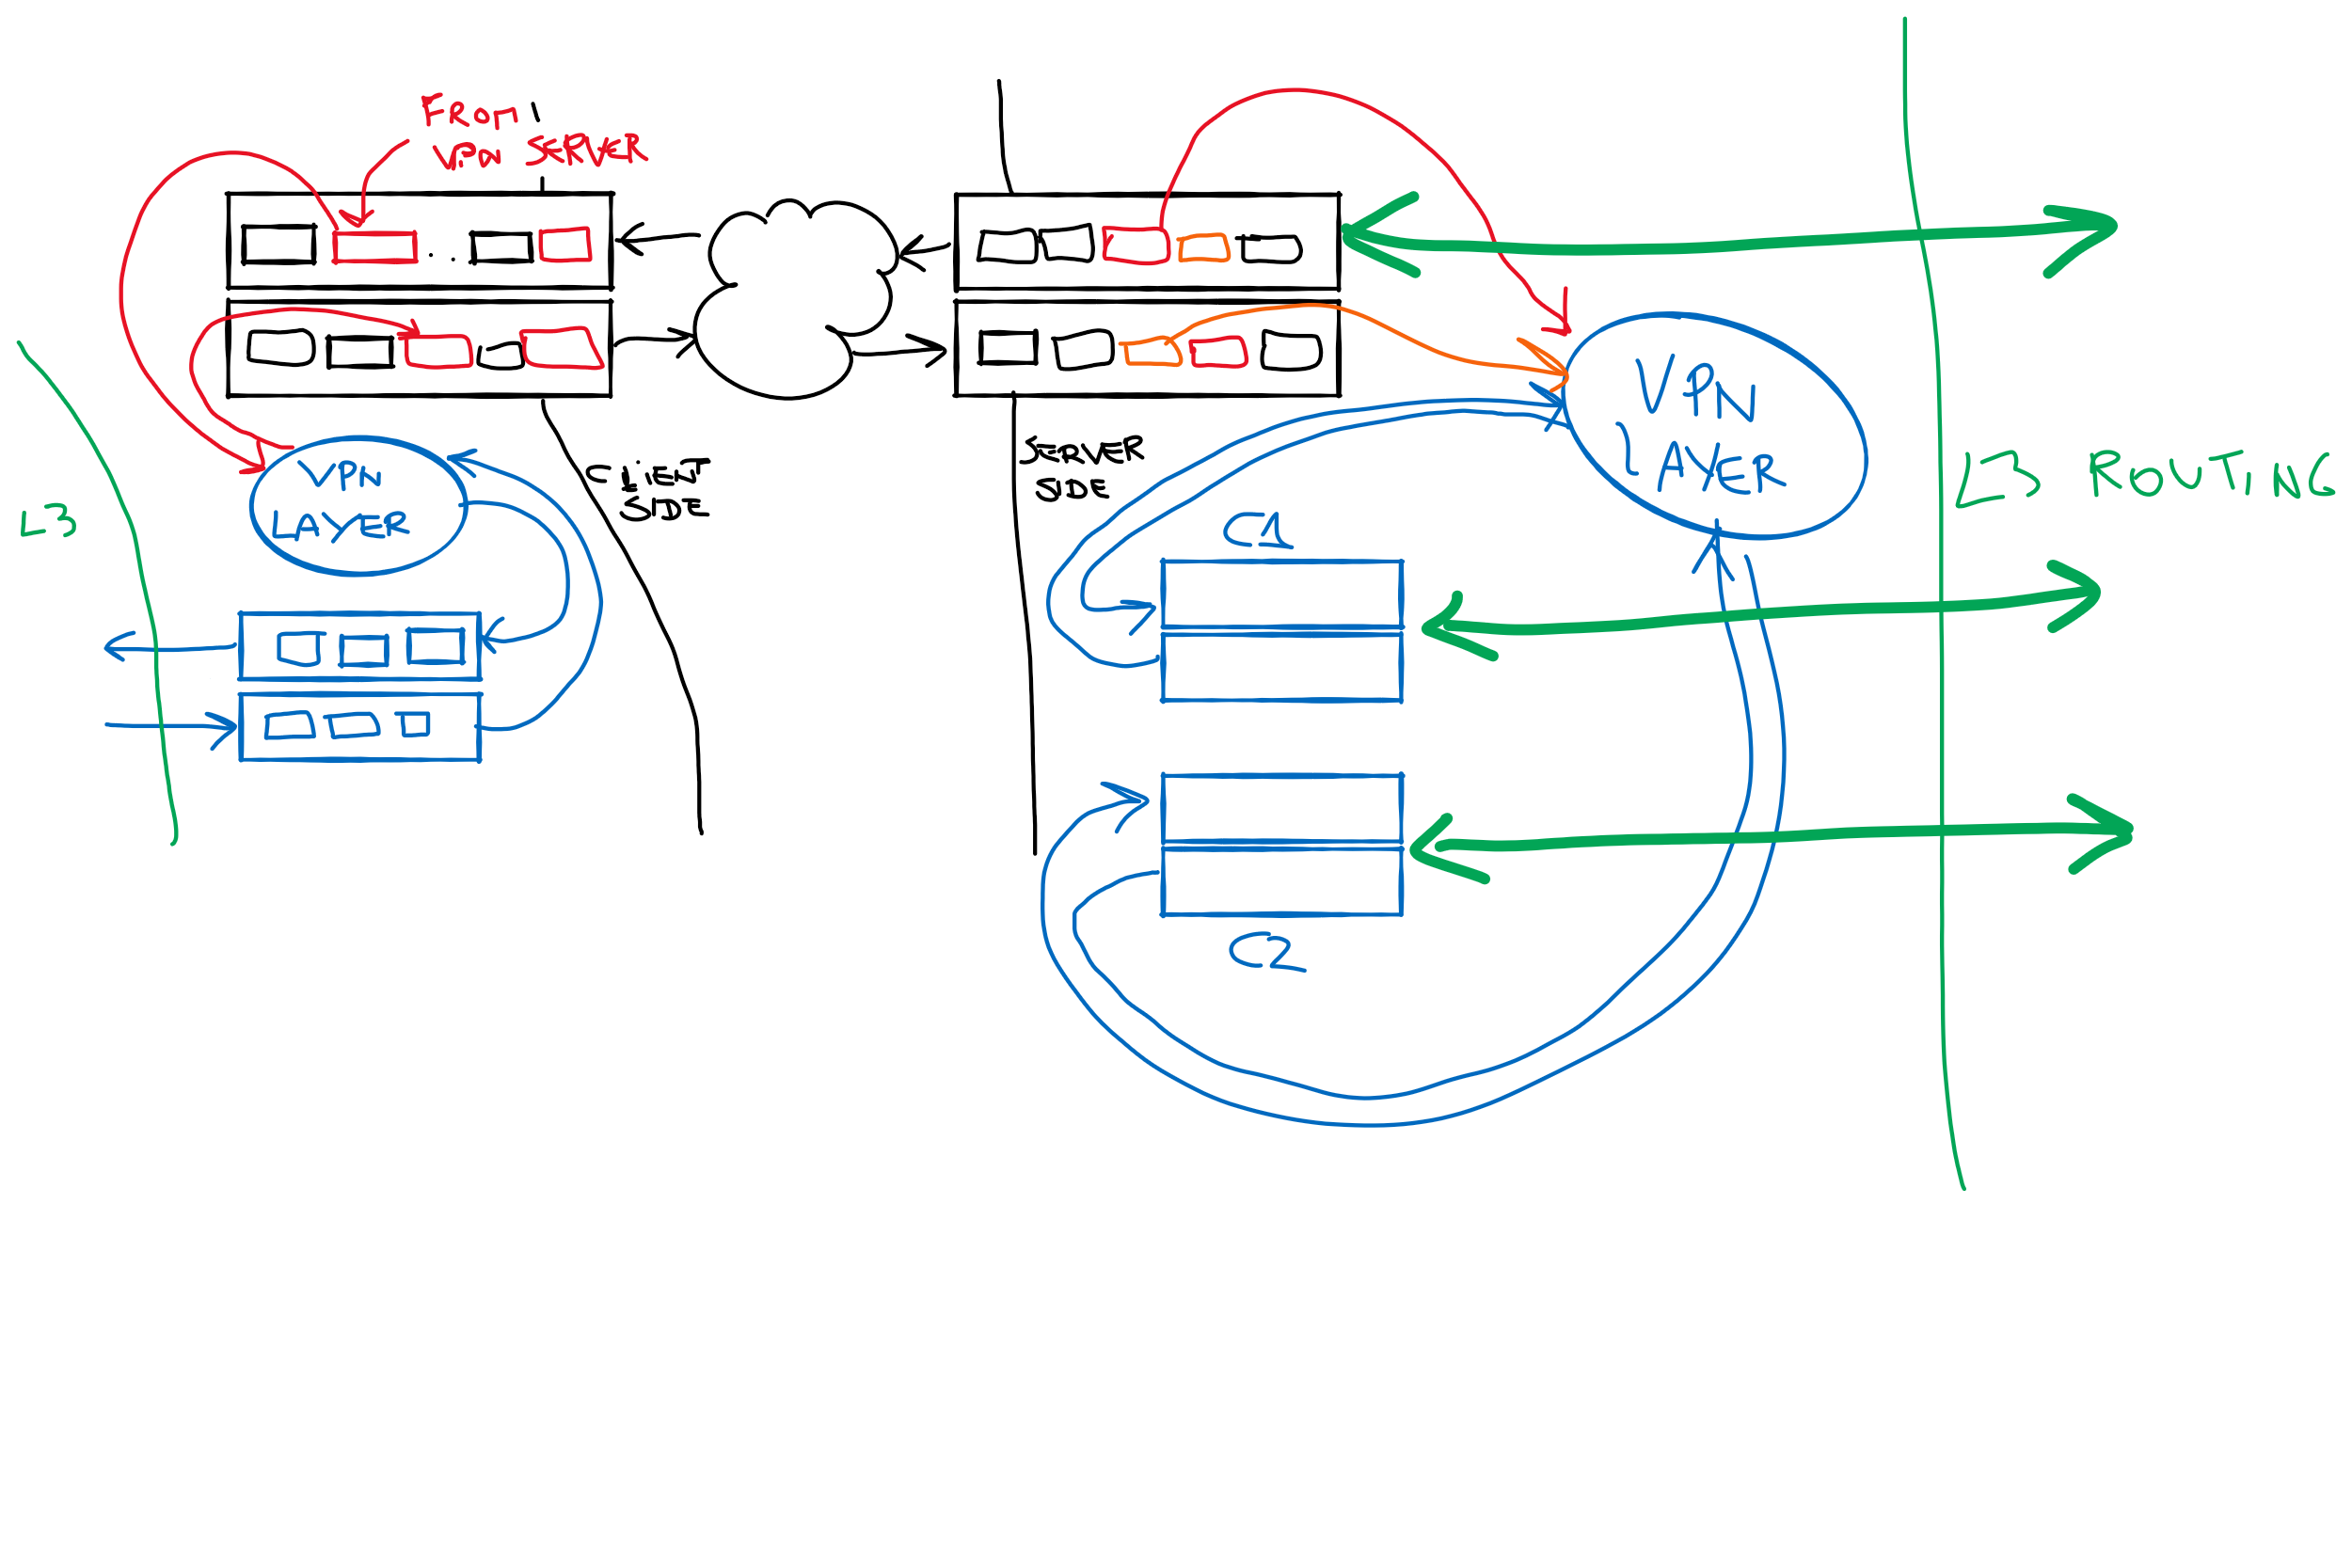 FROM
VPN SERVER
VPN
LAYER
L3
CLIENT
SIDE
SERVER
SIDE
C1
VPN
LAYER
L3 ROUTING
C2